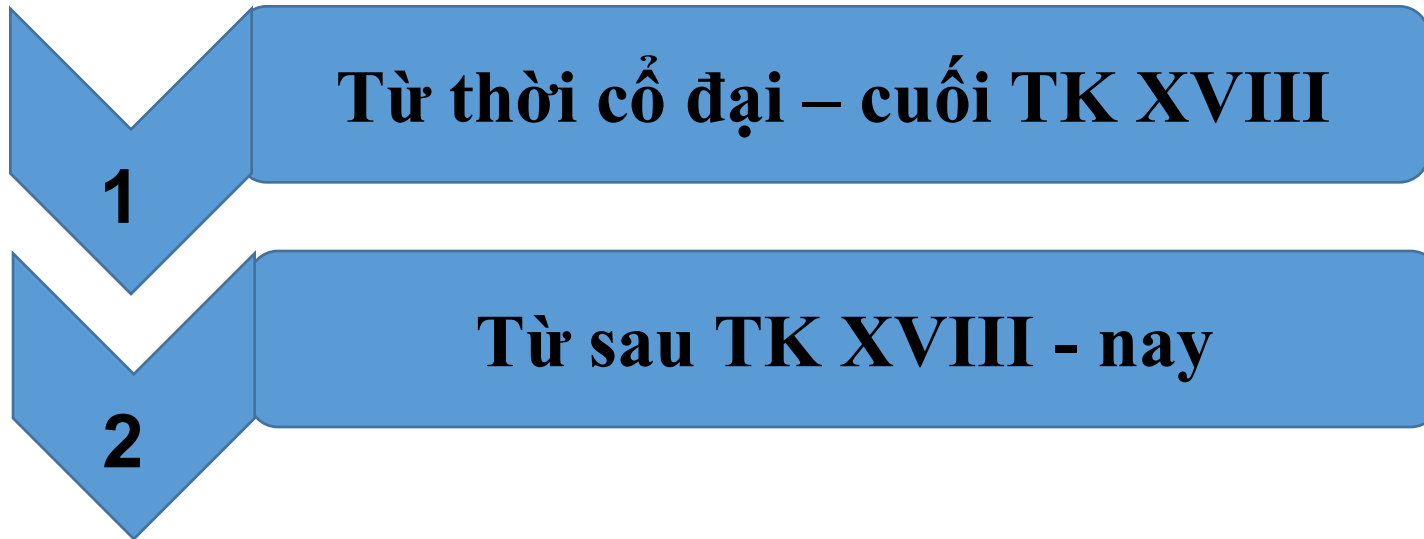 Từ thời cổ đại – cuối TK XVIII
1
Từ sau TK XVIII - nay
2